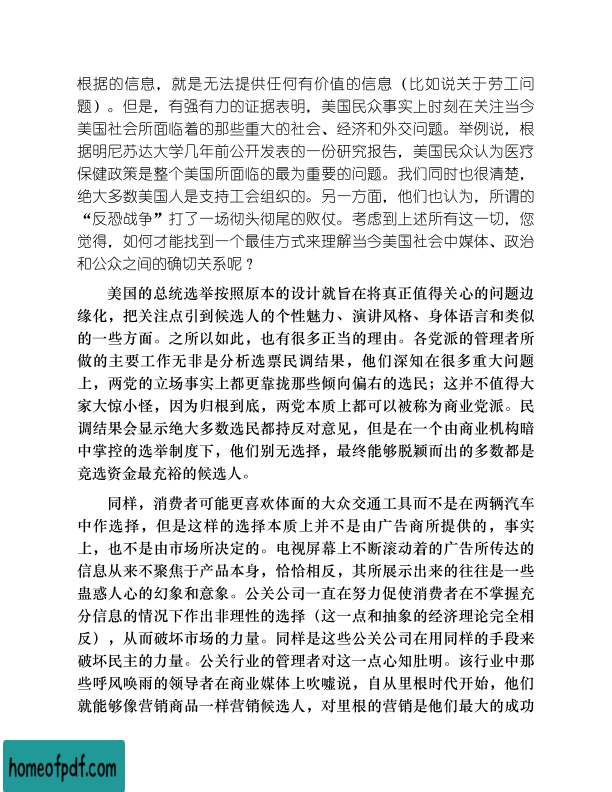 根据的信息，就是无法提供任何有价值的信息（比如说关于劳工问
题）。但是，有强有力的证据表明，美国民众事实上时刻在关注当今
美国社会所面临着的那些重大的社会、经济和外交问题。举例说，根
据明尼苏达大学几年前公开发表的一份研究报告，美国民众认为医疗
保健政策是整个美国所面临的最为重要的问题。我们同时也很清楚，
绝大多数美国人是支持工会组织的。另一方面，他们也认为，所谓的
“反恐战争”打了一场彻头彻尾的败仗。考虑到上述所有这一切，您
觉得，如何才能找到一个最佳方式来理解当今美国社会中媒体、政治
和公众之间的确切关系呢？
美国的总统选举按照原本的设计就旨在将真正值得关心的问题边
缘化，把关注点引到候选人的个性魅力、演讲风格、身体语言和类似
的一些方面。之所以如此，也有很多正当的理由。各党派的管理者所
做的主要工作无非是分析选票民调结果，他们深知在很多重大问题
上，两党的立场事实上都更靠拢那些倾向偏右的选民；这并不值得大
家大惊小怪，因为归根到底，两党本质上都可以被称为商业党派。民
调结果会显示绝大多数选民都持反对意见，但是在一个由商业机构暗
中掌控的选举制度下，他们别无选择，最终能够脱颖而出的多数都是
竞选资金最充裕的候选人。
同样，消费者可能更喜欢体面的大众交通工具而不是在两辆汽车
中作选择，但是这样的选择本质上并不是由广告商所提供的，事实
上，也不是由市场所决定的。电视屏幕上不断滚动着的广告所传达的
信息从来不聚焦于产品本身，恰恰相反，其所展示出来的往往是一些
蛊惑人心的幻象和意象。公关公司一直在努力促使消费者在不掌握充
分信息的情况下作出非理性的选择（这一点和抽象的经济理论完全相
反），从而破坏市场的力量。同样是这些公关公司在用同样的手段来
破坏民主的力量。公关行业的管理者对这一点心知肚明。该行业中那
些呼风唤雨的领导者在商业媒体上吹嘘说，自从里根时代开始，他们
就能够像营销商品一样营销候选人，对里根的营销是他们最大的成功
homeofpdf.com